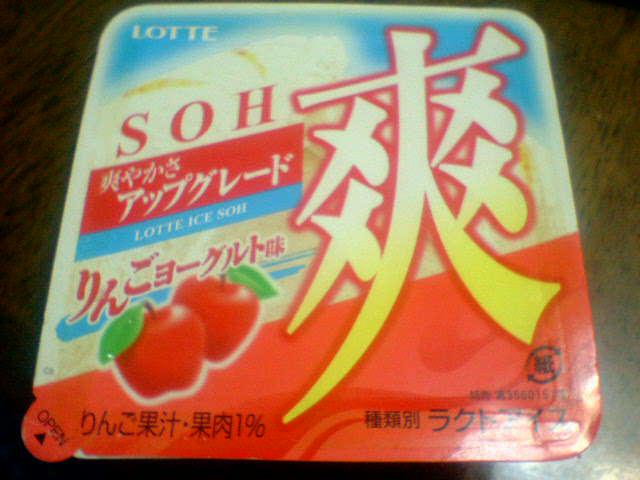 LOTTE
SOH
爽
爽やかさ
アップグレード
LOTTE ICE SOH
りんごヨーグルト味
紙
OPEN
りんご果汁・果肉1%
種類別 ラクトアイス